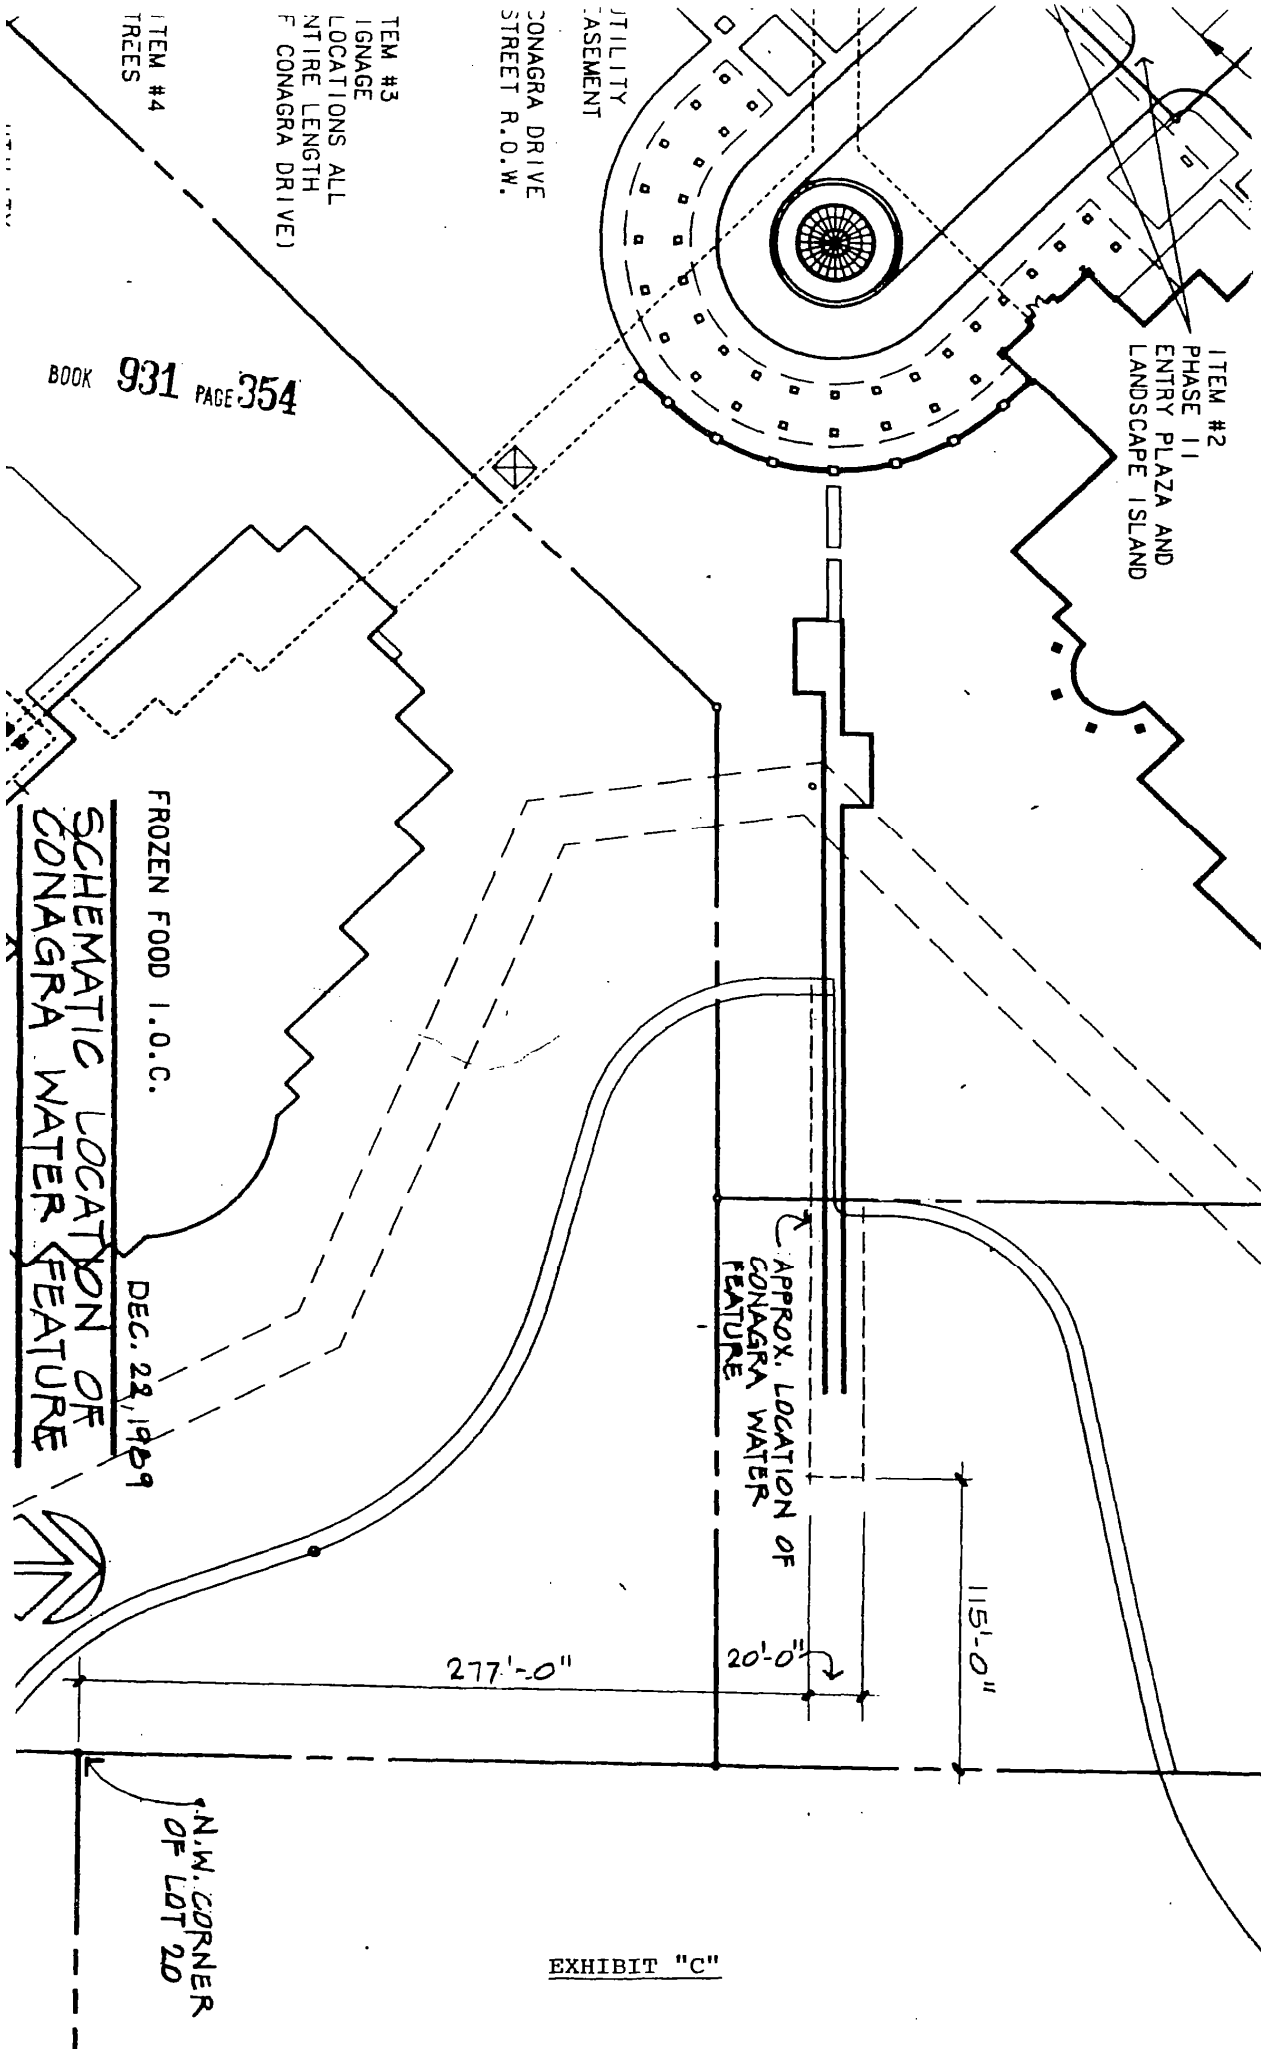 ITEM #2
PHASE II
ENTRY PLAZA AND
LANDSCAPE ISLAND
UTILITY
EASEMENT
CONAGRA DRIVE
STREET R.O.W.
TEM #3
IGNAGE
LOCATIONS ALL
NTIRE LENGTH
F CONAGRA DRIVE)
ITEM #4
TREES
BOOK 931 PAGE 354
FROZEN FOOD I.O.C.
SCHEMATIC LOCATION OF
CONAGRA WATER FEATURE
DEC. 22, 1989
APPROX. LOCATION OF
CONAGRA WATER
FEATURE
115'-0"
20'-0"
277'-0"
N.W. CORNER
OF LOT 20
EXHIBIT "C"